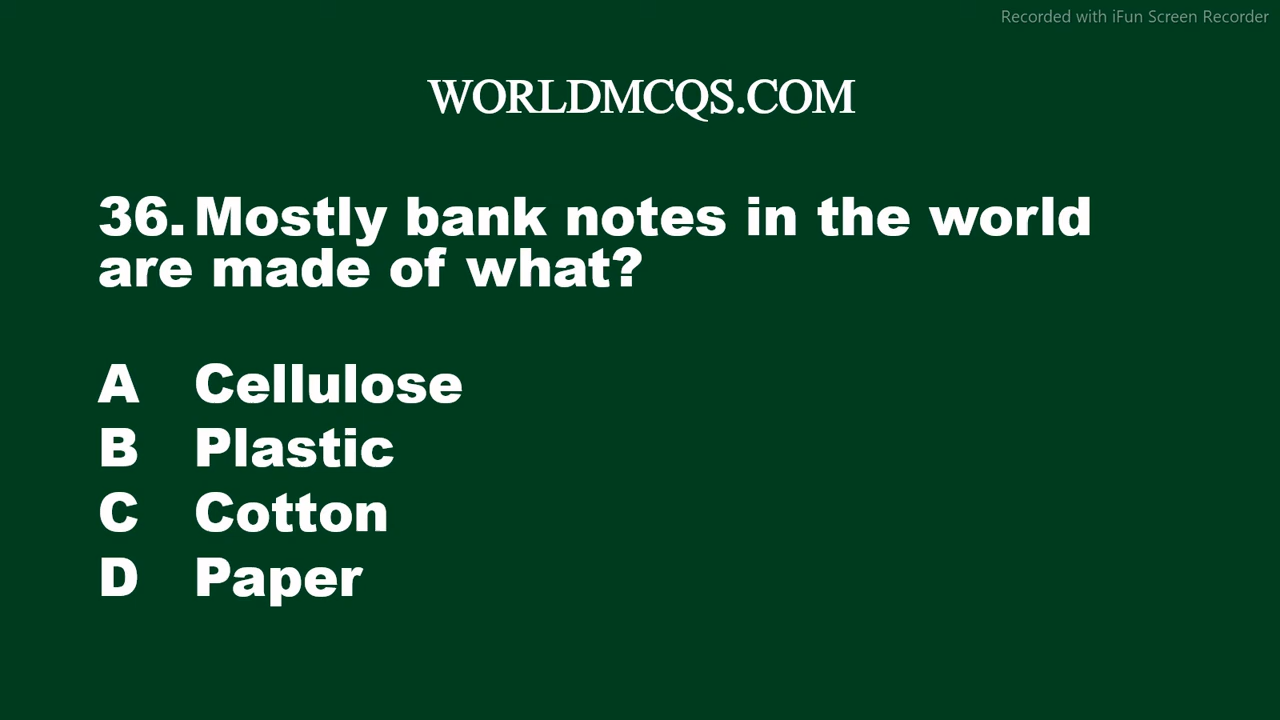 Recorded with iFun Screen Recorder
WORLDMCQS.COM
36. Mostly bank notes in the world
are made of what?
A Cellulose
B Plastic
C Cotton
D Paper